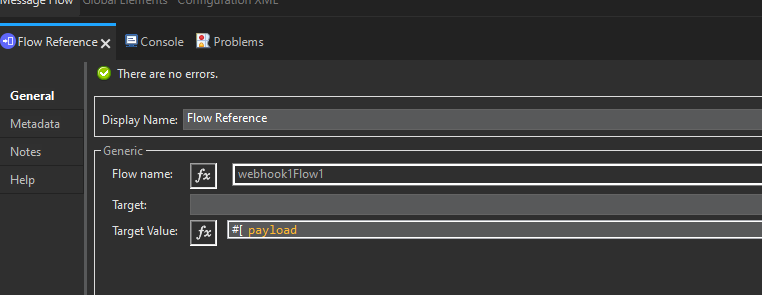 Message Flow Global Elements Configuration XML
Flow Reference Console Problems
There are no errors.
General
Metadata
Notes
Help
Display Name: Flow Reference
Generic
Flow name: fx webhook1Flow1
Target:
Target Value: fx #[ payload